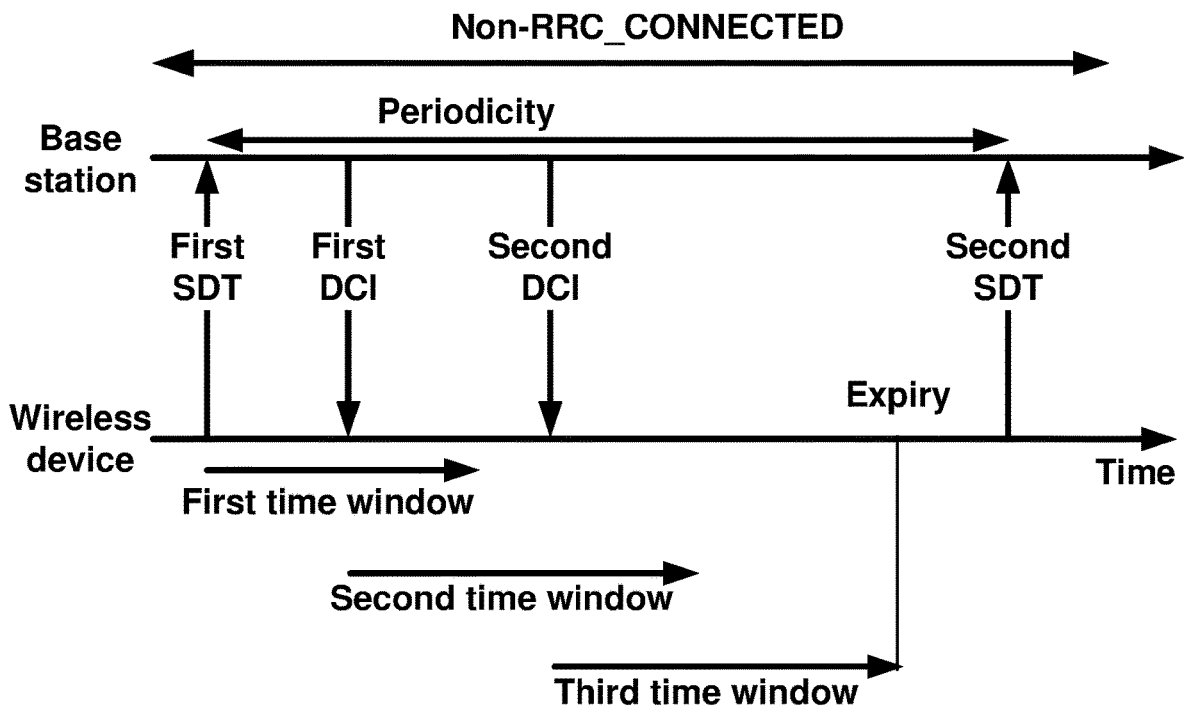 Non-RRC_CONNECTED
Periodicity
Base
station
First
SDT
First
DCI
Second
DCI
Second
SDT
Expiry
Wireless
device
Time
First time window
Second time window
Third time window